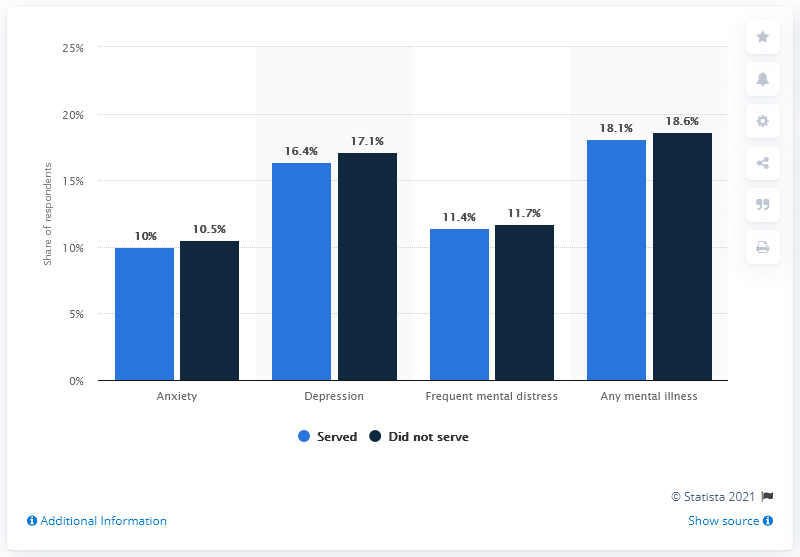 25%
20%
15%
10%
5%
0%
Share of respondents
10%
10.5%
16.4%
17.1%
11.4%
11.7%
18.1%
18.6%
Anxiety
Depression
Frequent mental distress
Any mental illness
Served
Did not serve
© Statista 2021
Additional Information
Show source